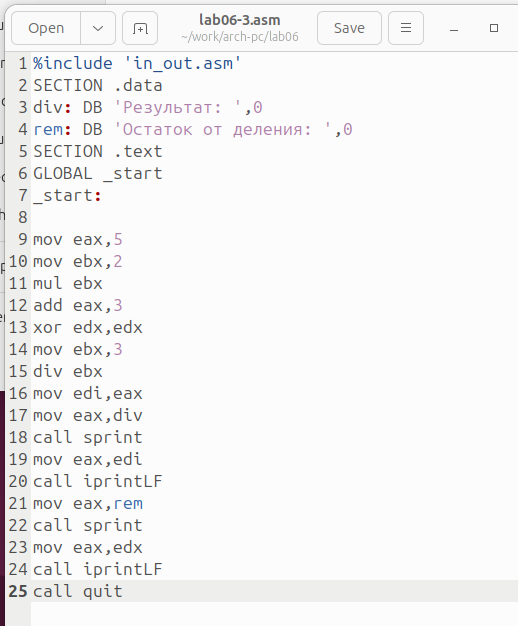 Open
lab06-3.asm
~/work/arch-pc/lab06
Save
1 %include 'in_out.asm'
2 SECTION .data
3 div: DB 'Результат: ',0
4 rem: DB 'Остаток от деления: ',0
5 SECTION .text
6 GLOBAL _start
7 _start:
8
9 mov eax,5
10 mov ebx,2
11 mul ebx
12 add eax,3
13 xor edx,edx
14 mov ebx,3
15 div ebx
16 mov edi,eax
17 mov eax,div
18 call sprint
19 mov eax,edi
20 call iprintLF
21 mov eax,rem
22 call sprint
23 mov eax,edx
24 call iprintLF
25 call quit